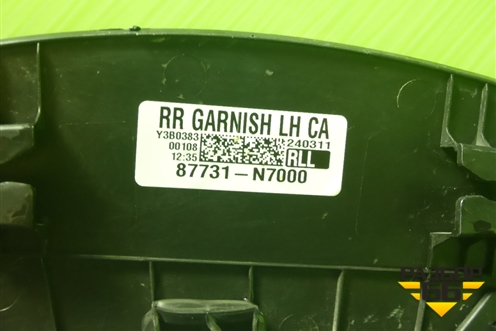 RR GARNISH LH CA
Y3B0383 240311
00108 RLL
12:35
87731-N7000